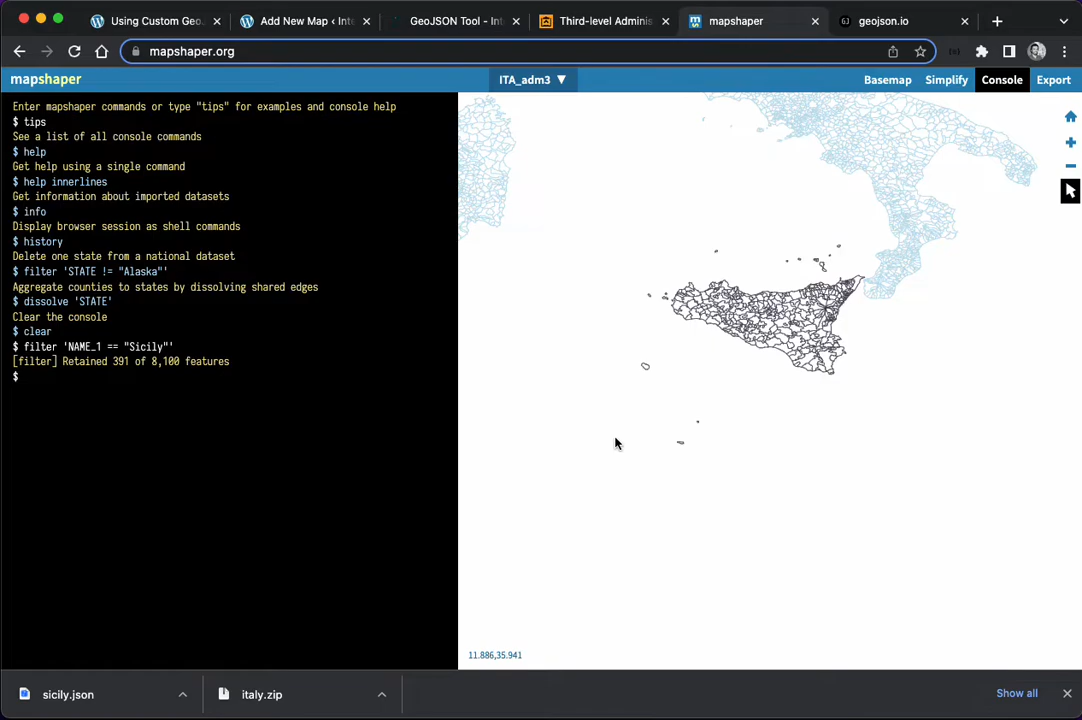 Using Custom Geo.
Add New Map ‹ Inte
GeoJSON Tool - Int
Third-level Adminis
mapshaper
geojson.io
mapshaper.org
mapshaper
ITA_adm3 ▼
Basemap
Simplify
Console
Export
Enter mapshaper commands or type "tips" for examples and console help
$ tips
See a list of all console commands
$ help
Get help using a single command
$ help innerlines
Get information about imported datasets
$ info
Display browser session as shell commands
$ history
Delete one state from a national dataset
$ filter 'STATE != "Alaska"'
Aggregate counties to states by dissolving shared edges
$ dissolve 'STATE'
Clear the console
$ clear
$ filter 'NAME_1 == "Sicily"'
[filter] Retained 391 of 8,100 features
$
11.886,35.941
sicily.json
italy.zip
Show all